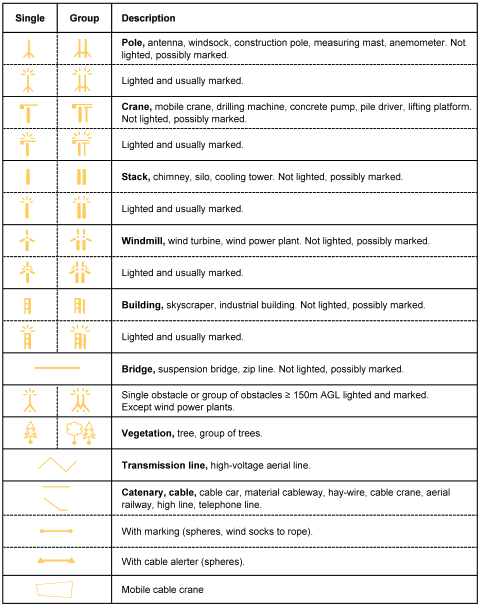 Single Group Description
Pole, antenna, windsock, construction pole, measuring mast, anemometer. Not
lighted, possibly marked.
Lighted and usually marked.
Crane, mobile crane, drilling machine, concrete pump, pile driver, lifting platform.
Not lighted, possibly marked.
Lighted and usually marked.
Stack, chimney, silo, cooling tower. Not lighted, possibly marked.
Lighted and usually marked.
Windmill, wind turbine, wind power plant. Not lighted, possibly marked.
Lighted and usually marked.
Building, skyscraper, industrial building. Not lighted, possibly marked.
Lighted and usually marked.
Bridge, suspension bridge, zip line. Not lighted, possibly marked.
Single obstacle or group of obstacles ≥ 150m AGL lighted and marked.
Except wind power plants.
Vegetation, tree, group of trees.
Transmission line, high-voltage aerial line.
Catenary, cable, cable car, material cableway, hay-wire, cable crane, aerial
railway, high line, telephone line.
With marking (spheres, wind socks to rope).
With cable alerter (spheres).
Mobile cable crane